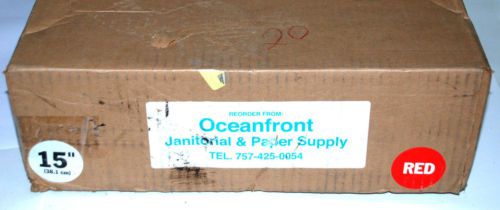 20
REORDER FROM:
Oceanfront
Janitorial & Paper Supply
TEL. 757-425-0054
15"
(38.1 cm)
RED